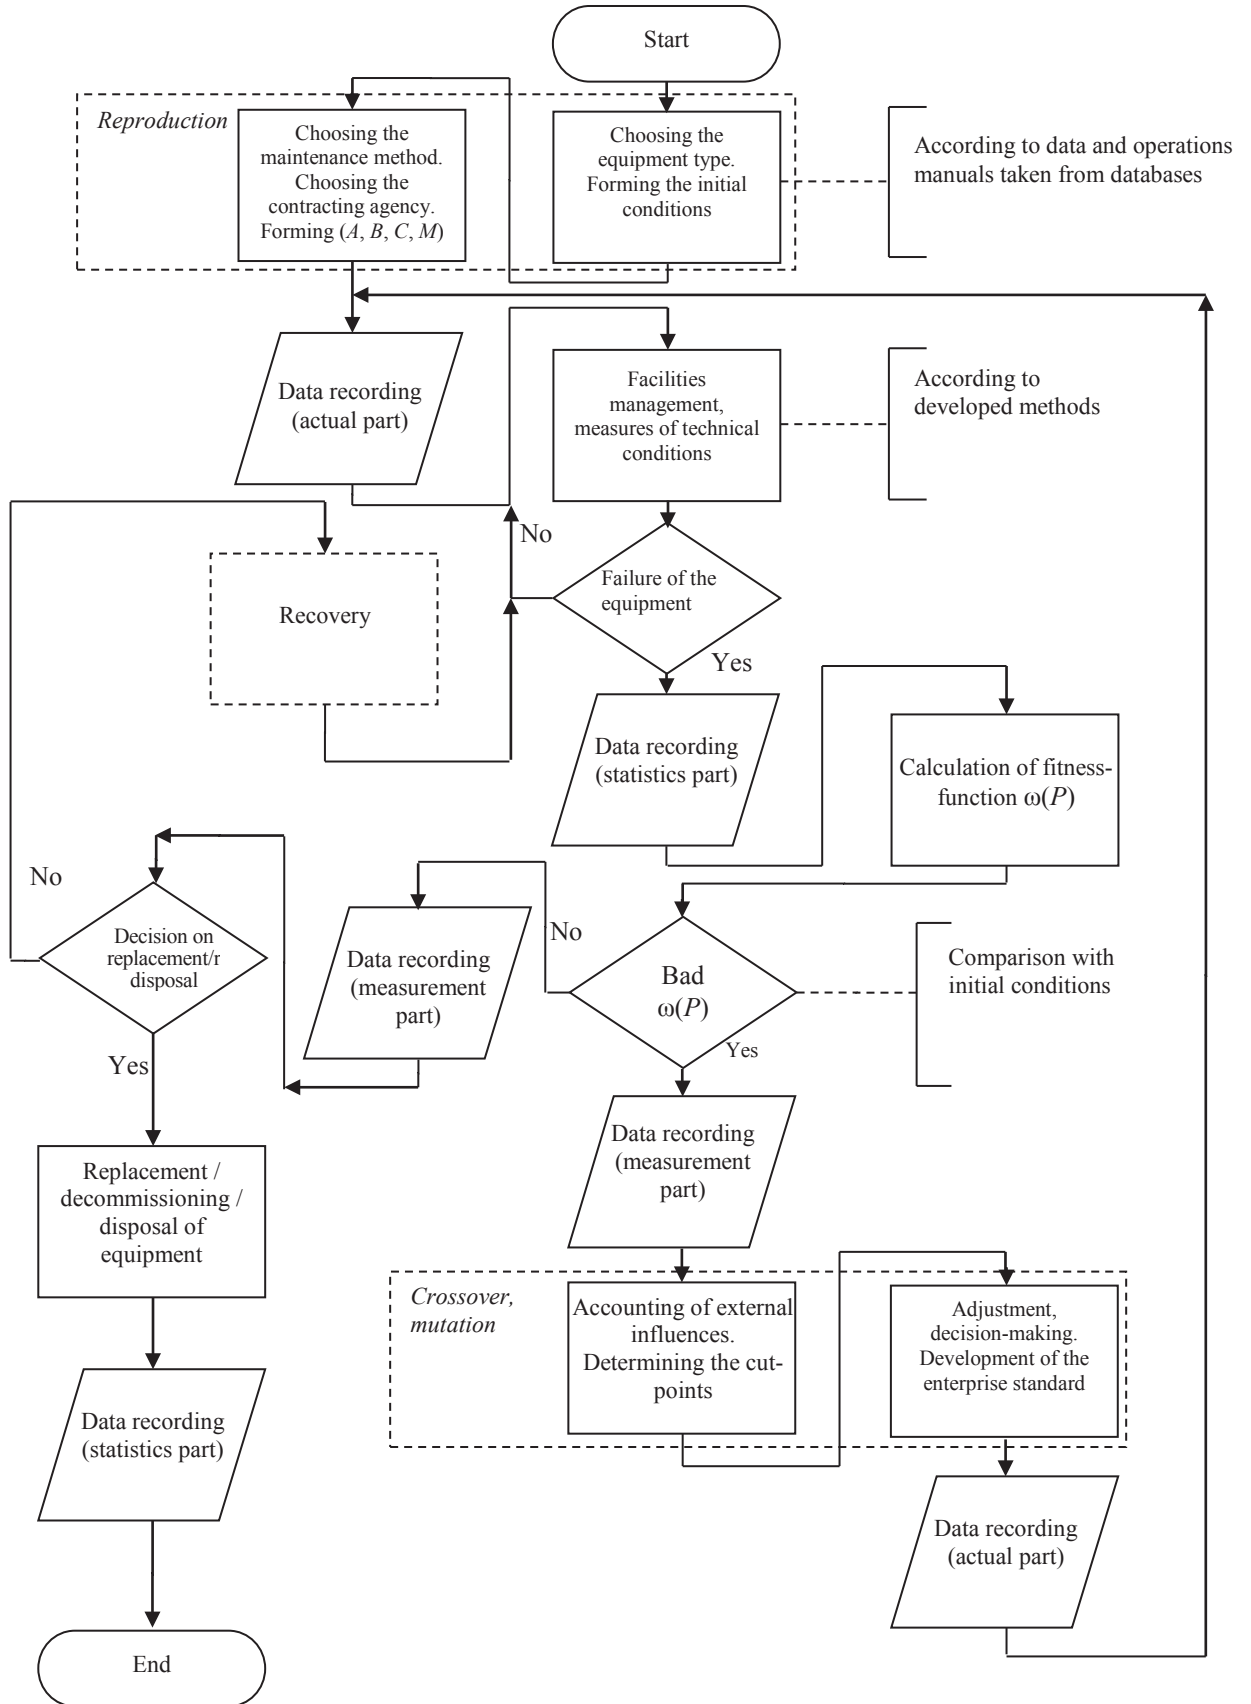 Start
Reproduction
Choosing the
maintenance method.
Choosing the
contracting agency.
Forming (A, B, C, M)
Choosing the
equipment type.
Forming the initial
conditions
According to data and operations
manuals taken from databases
Data recording
(actual part)
Facilities
management,
measures of technical
conditions
According to
developed methods
No
Failure of the
equipment
Yes
Recovery
Data recording
(statistics part)
Calculation of fitness-
function ω(P)
No
Decision on
replacement/r
disposal
Yes
Data recording
(measurement
part)
No
Bad
ω(P)
Yes
Comparison with
initial conditions
Data recording
(measurement
part)
Replacement /
decommissioning /
disposal of
equipment
Crossover,
mutation
Accounting of external
influences.
Determining the cut-
points
Adjustment,
decision-making.
Development of the
enterprise standard
Data recording
(statistics part)
Data recording
(actual part)
End